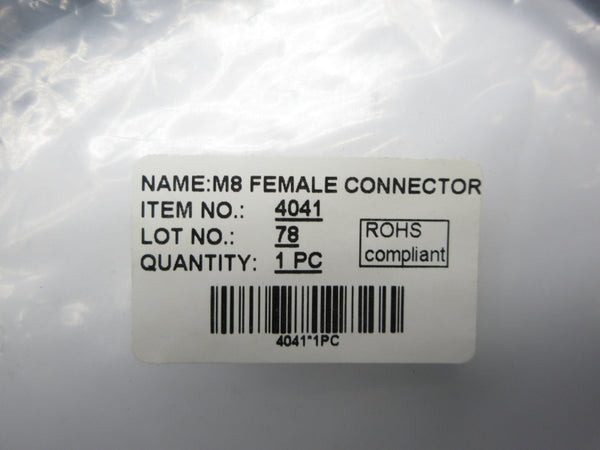 NAME:M8 FEMALE CONNECTOR
ITEM NO.: 4041
LOT NO.: 78
QUANTITY: 1 PC
ROHS
compliant
4041*1PC